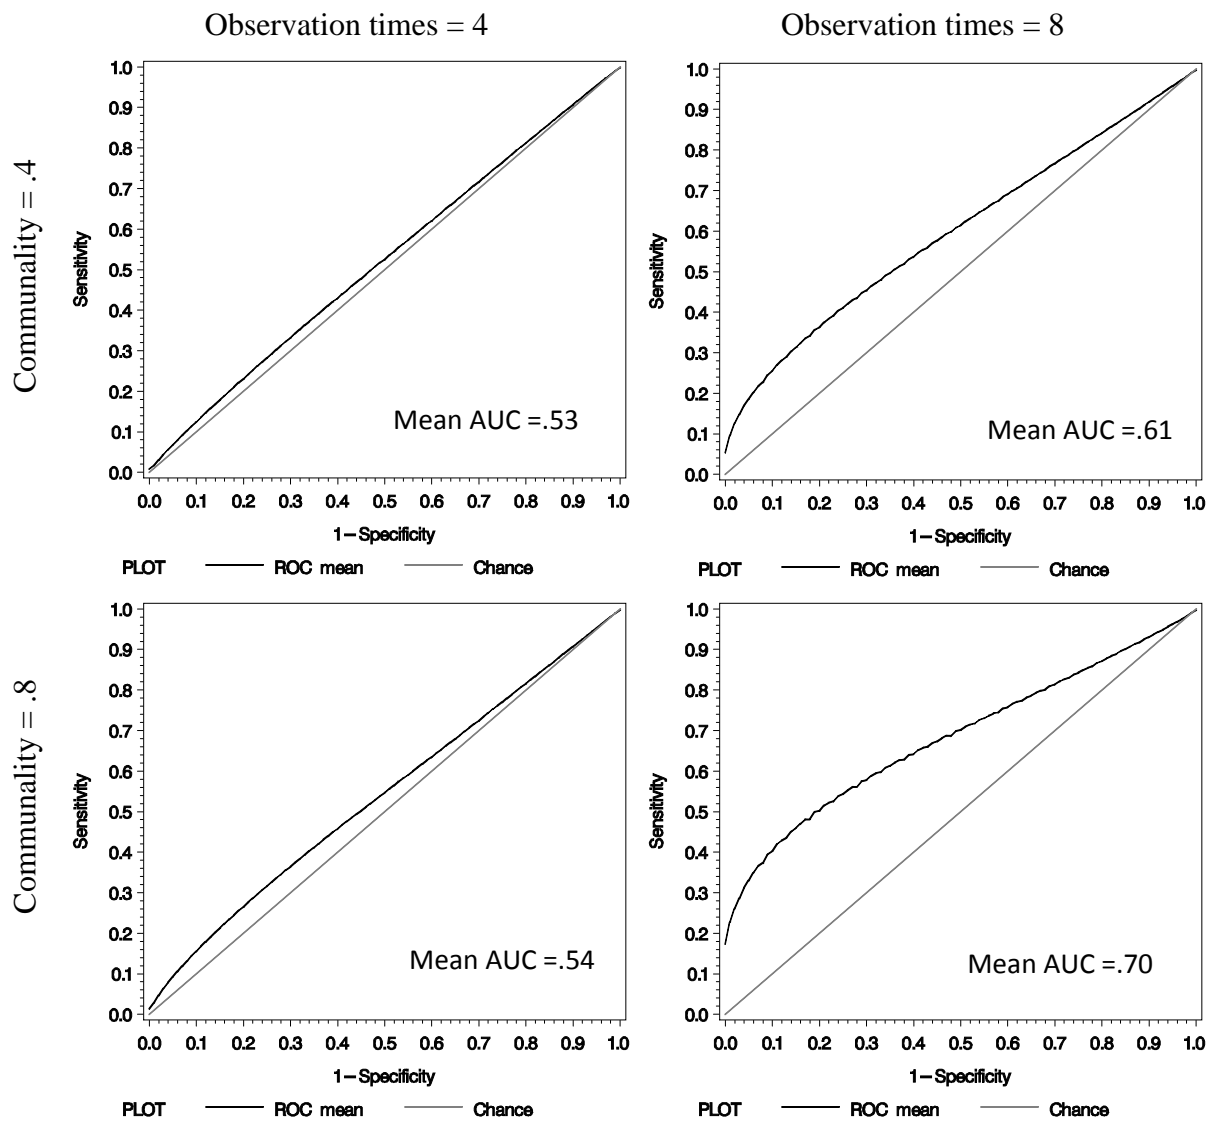 Observation times = 4
Observation times = 8
Communality = .4
Sensitivity
1.0
0.9
0.8
0.7
0.6
0.5
0.4
0.3
0.2
0.1
0.0
Mean AUC =.53
0.0 0.1 0.2 0.3 0.4 0.5 0.6 0.7 0.8 0.9 1.0
1-Specificity
PLOT ROC mean Chance
Sensitivity
1.0
0.9
0.8
0.7
0.6
0.5
0.4
0.3
0.2
0.1
0.0
Mean AUC =.61
0.0 0.1 0.2 0.3 0.4 0.5 0.6 0.7 0.8 0.9 1.0
1-Specificity
PLOT ROC mean Chance
Communality = .8
Sensitivity
1.0
0.9
0.8
0.7
0.6
0.5
0.4
0.3
0.2
0.1
0.0
Mean AUC =.54
0.0 0.1 0.2 0.3 0.4 0.5 0.6 0.7 0.8 0.9 1.0
1-Specificity
PLOT ROC mean Chance
Sensitivity
1.0
0.9
0.8
0.7
0.6
0.5
0.4
0.3
0.2
0.1
0.0
Mean AUC =.70
0.0 0.1 0.2 0.3 0.4 0.5 0.6 0.7 0.8 0.9 1.0
1-Specificity
PLOT ROC mean Chance